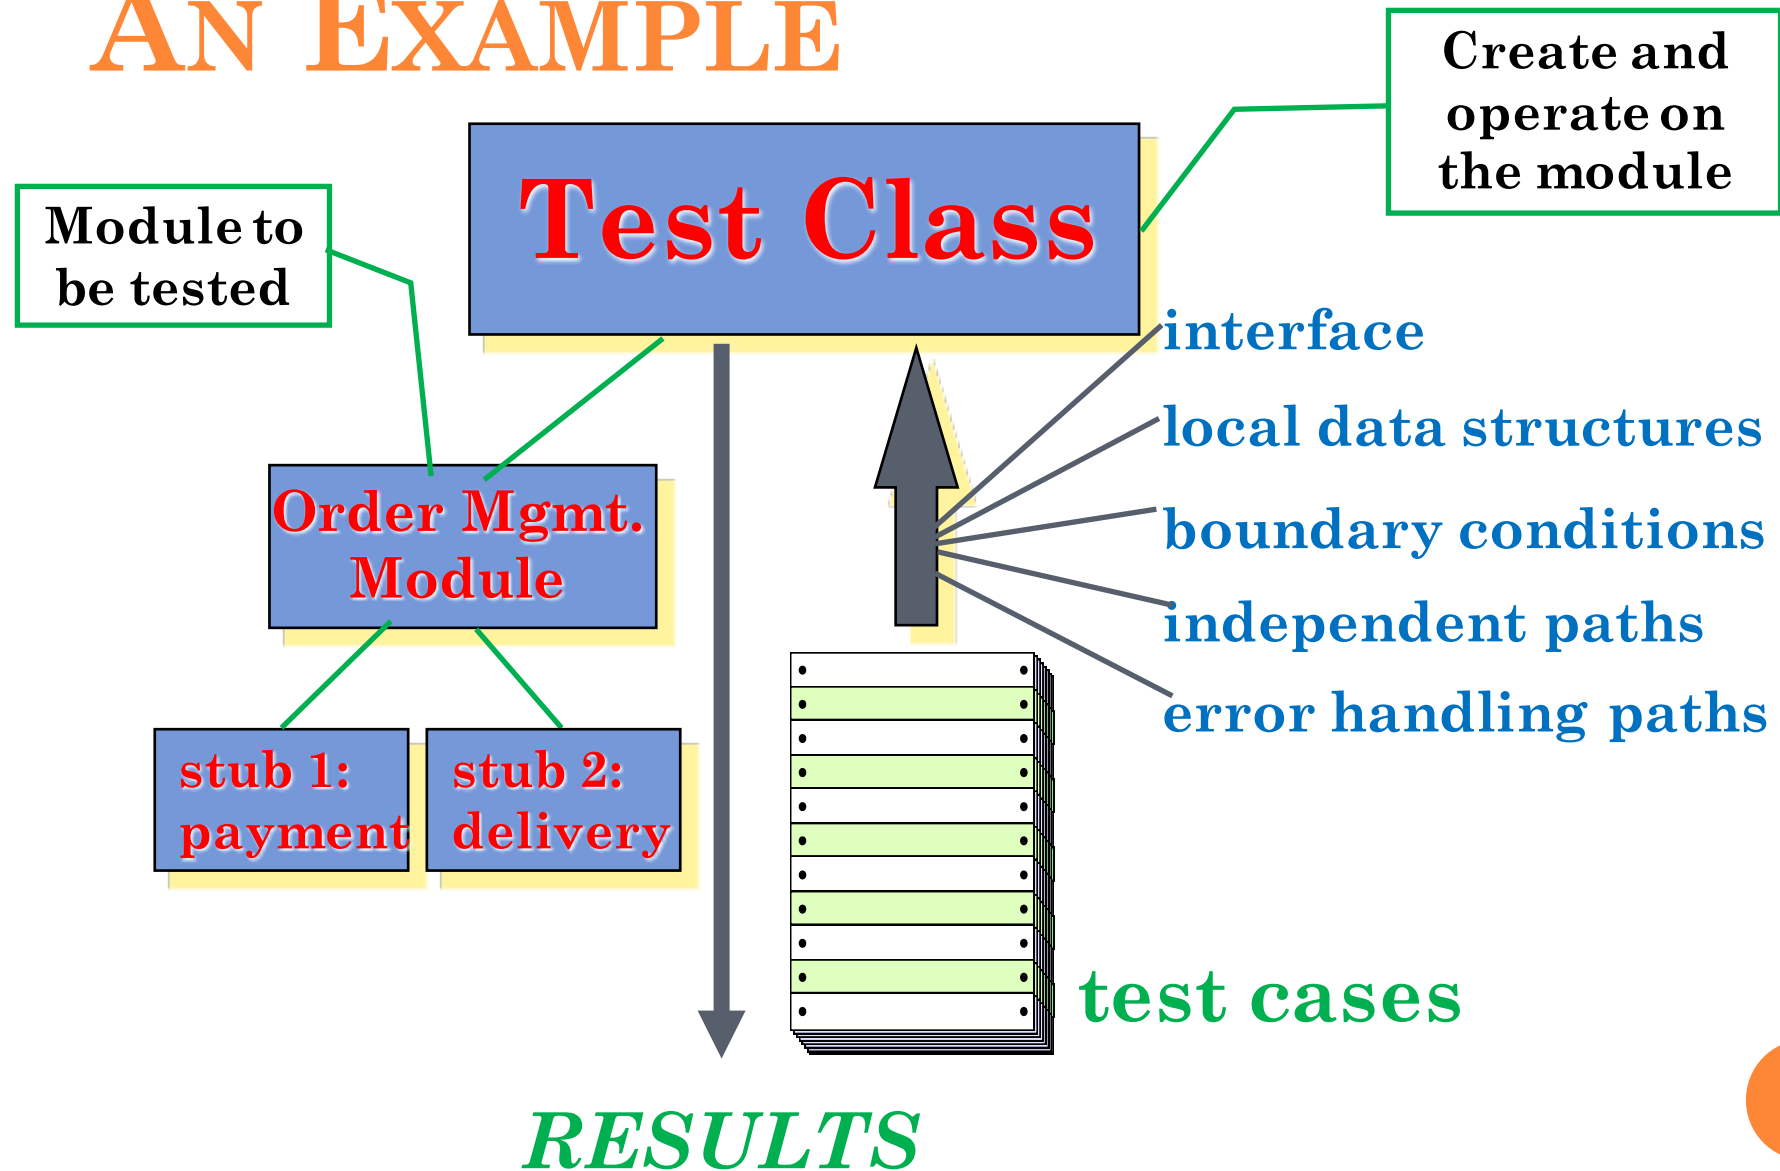 AN EXAMPLE
Create and
operate on
the module
Test Class
Module to
be tested
interface
local data structures
boundary conditions
independent paths
error handling paths
Order Mgmt.
Module
stub 1:
payment
stub 2:
delivery
test cases
RESULTS